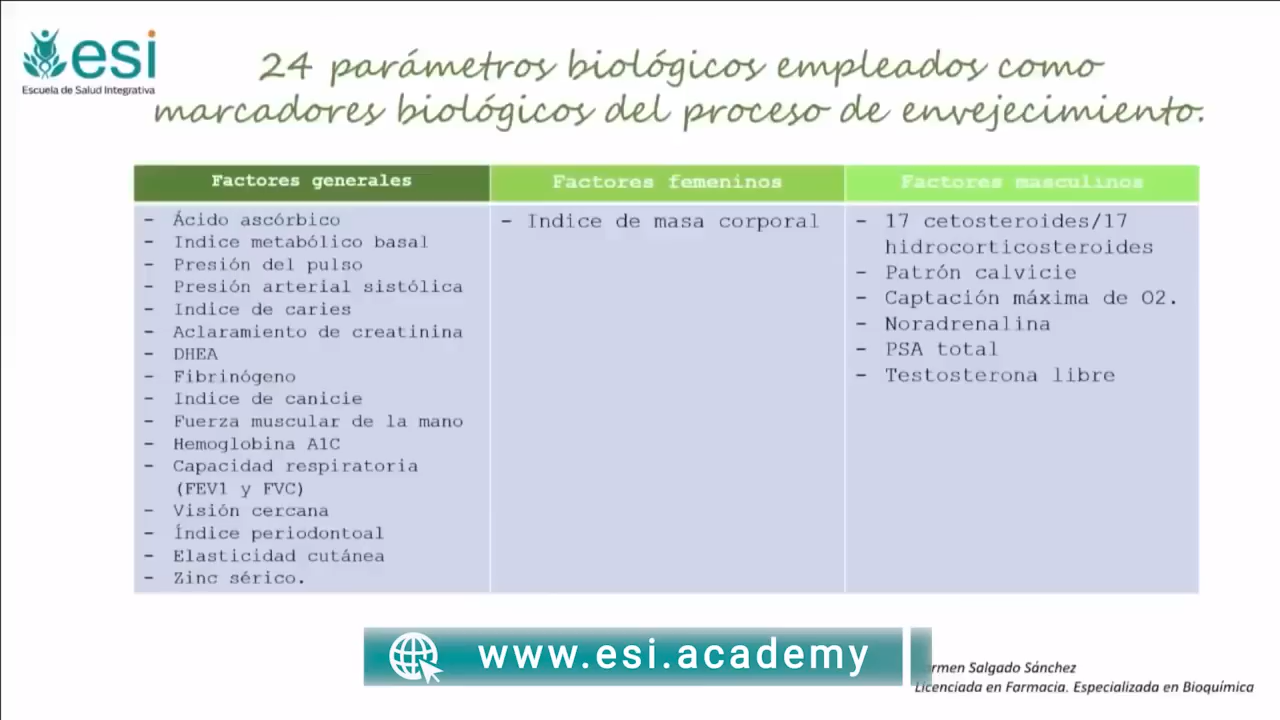 esi
Escuela de Salud Integrativa
24 parámetros biológicos empleados como
marcadores biológicos del proceso de envejecimiento.
Factores generales
- Ácido ascórbico
- Indice metabólico basal
- Presión del pulso
- Presión arterial sistólica
- Indice de caries
- Aclaramiento de creatinina
- DHEA
- Fibrinógeno
- Indice de canicie
- Fuerza muscular de la mano
- Hemoglobina A1C
- Capacidad respiratoria
(FEV1 y FVC)
- Visión cercana
- Índice periodontoal
- Elasticidad cutánea
- Zinc sérico.
Factores femeninos
- Indice de masa corporal
Factores masculinos
- 17 cetosteroides/17
hidrocorticosteroides
- Patrón calvicie
- Captación máxima de O2.
- Noradrenalina
- PSA total
- Testosterona libre
www.esi.academy
Salgado Sánchez
Licenciada en Farmacia. Especializada en Bioquímica